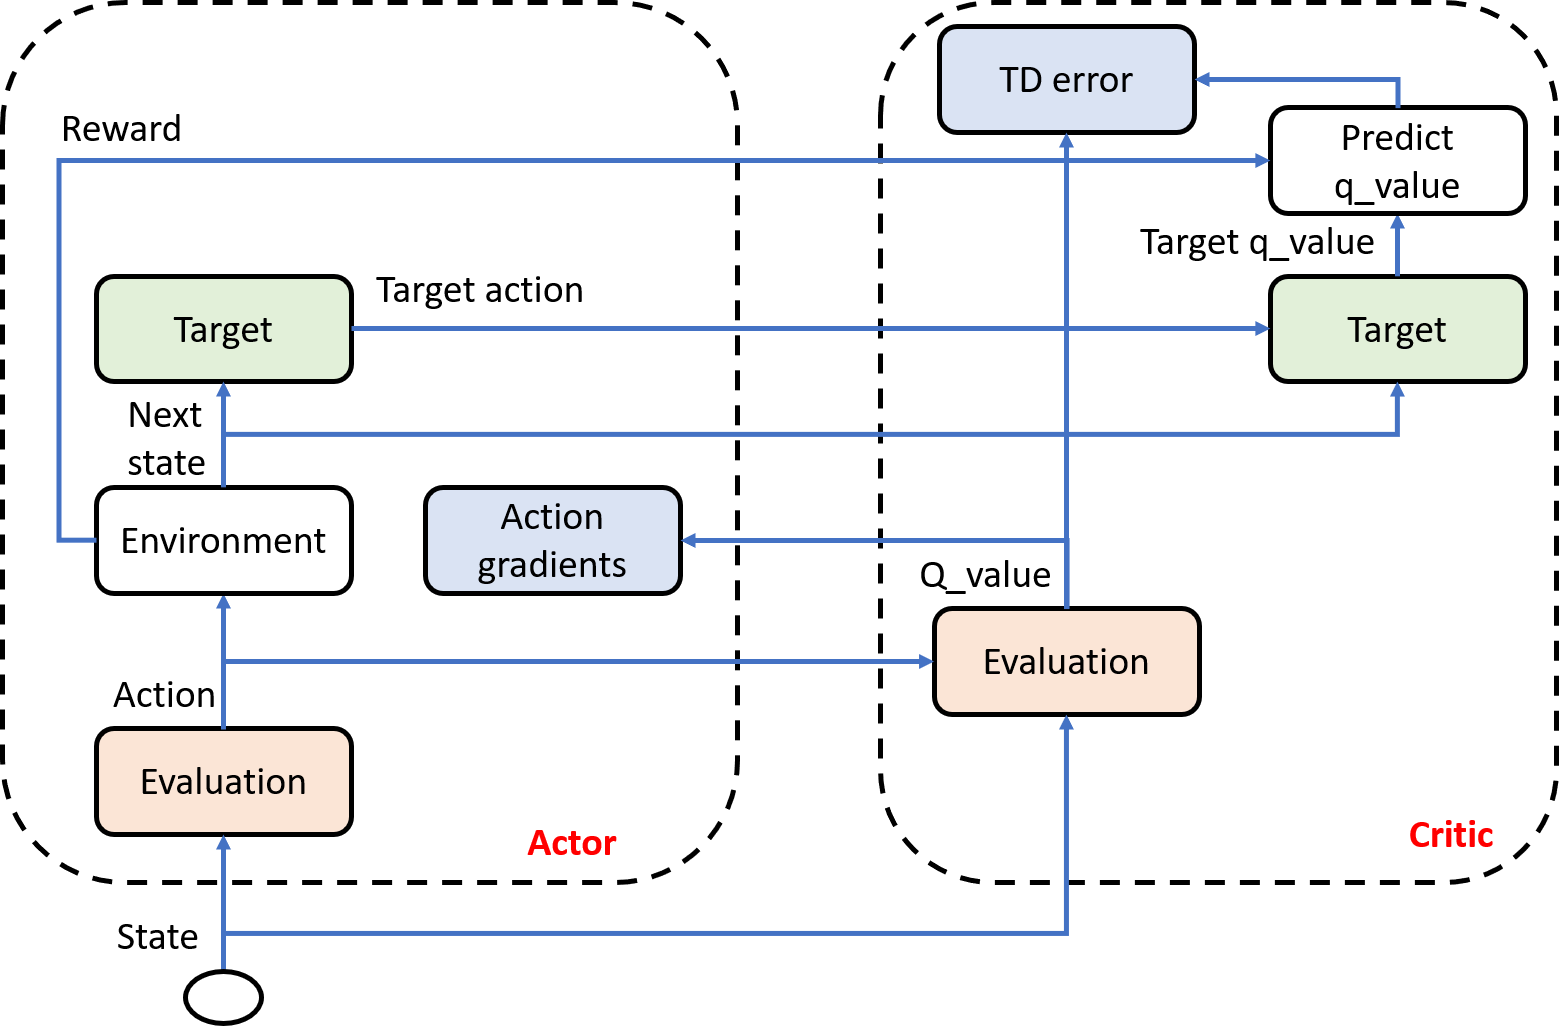 TD error
Reward
Predict
q_value
Target q_value
Target
Target action
Target
Next
state
Environment
Action
gradients
Q_value
Evaluation
Action
Evaluation
Actor
Critic
State